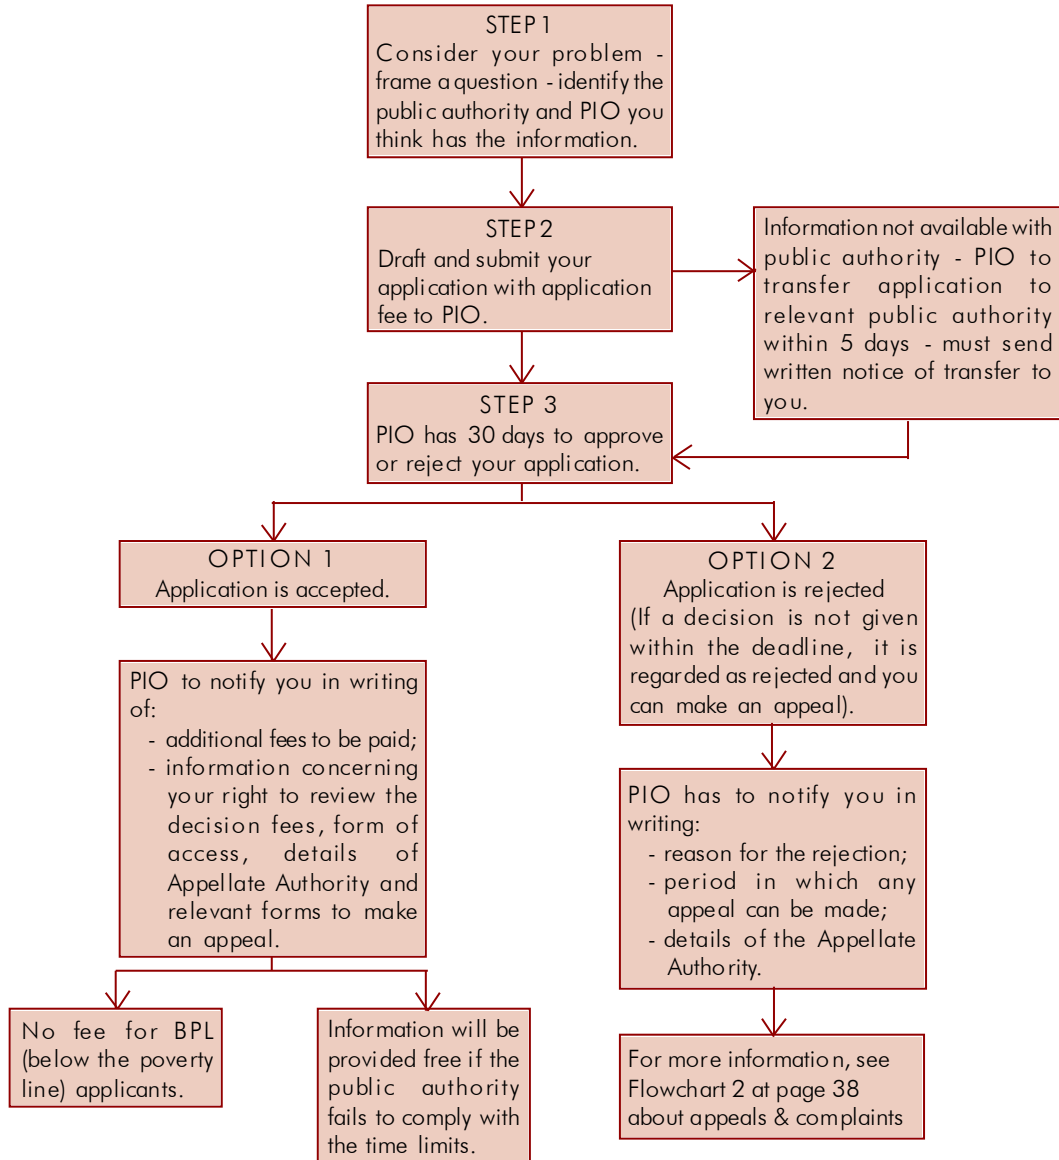 STEP 1
Consider your problem -
frame a question - identify the
public authority and PIO you
think has the information.
STEP 2
Draft and submit your
application with application
fee to PIO.
Information not available with
public authority - PIO to
transfer application to
relevant public authority
within 5 days - must send
written notice of transfer to
you.
STEP 3
PIO has 30 days to approve
or reject your application.
OPTION 1
Application is accepted.
OPTION 2
Application is rejected
(If a decision is not given
within the deadline, it is
regarded as rejected and you
can make an appeal).
PIO to notify you in writing
of:
- additional fees to be paid;
- information concerning
your right to review the
decision fees, form of
access, details of
Appellate Authority and
relevant forms to make
an appeal.
PIO has to notify you in
writing:
- reason for the rejection;
- period in which any
appeal can be made;
- details of the Appellate
Authority.
No fee for BPL
(below the poverty
line) applicants.
Information will be
provided free if the
public authority
fails to comply with
the time limits.
For more information, see
Flowchart 2 at page 38
about appeals & complaints